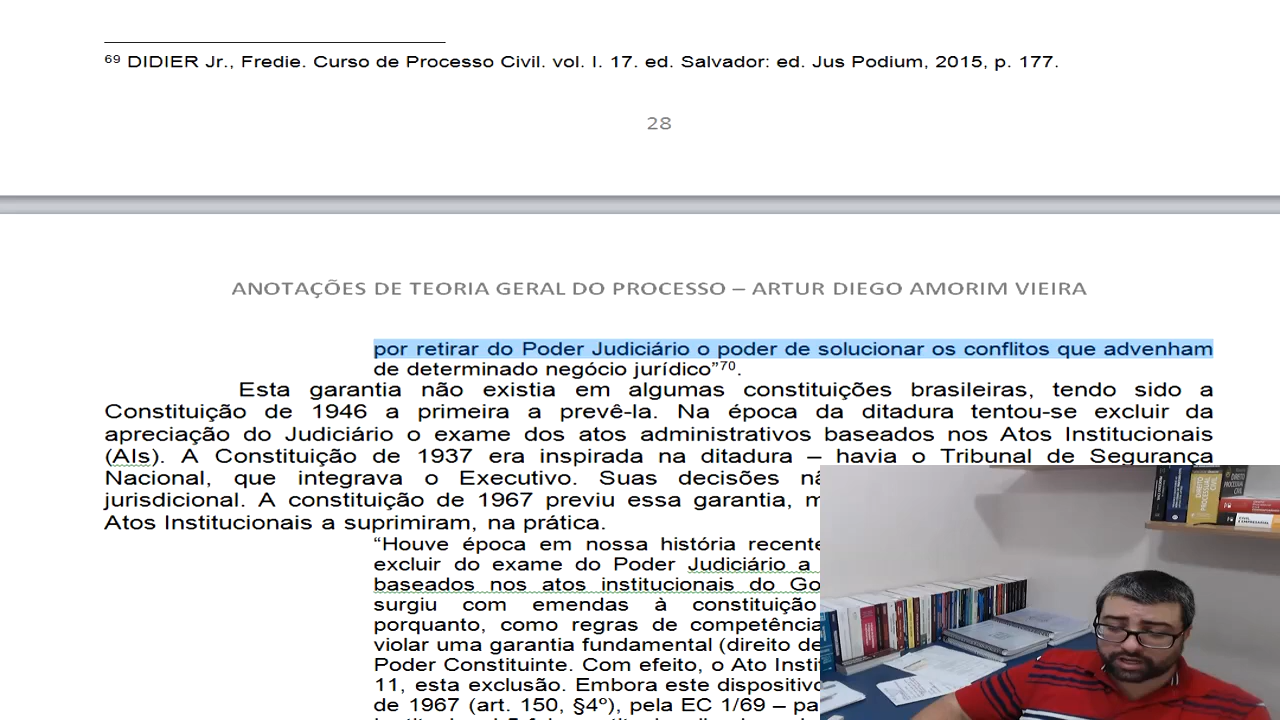 69 DIDIER Jr., Fredie. Curso de Processo Civil. vol. I. 17. ed. Salvador: ed. Jus Podium, 2015, p. 177.
28
ANOTAÇÕES DE TEORIA GERAL DO PROCESSO – ARTUR DIEGO AMORIM VIEIRA
por retirar do Poder Judiciário o poder de solucionar os conflitos que advenham
de determinado negócio jurídico”70.
Esta garantia não existia em algumas constituições brasileiras, tendo sido a
Constituição de 1946 a primeira a prevê-la. Na época da ditadura tentou-se excluir da
apreciação do Judiciário o exame dos atos administrativos baseados nos Atos Institucionais
(AIs). A Constituição de 1937 era inspirada na ditadura – havia o Tribunal de Segurança
Nacional, que integrava o Executivo. Suas decisões
jurisdicional. A constituição de 1967 previu essa garantia,
Atos Institucionais a suprimiram, na prática.
“Houve época em nossa história recente
excluir do exame do Poder Judiciário a
baseados nos atos institucionais do
surgiu com emendas à constituição
porquanto, como regras de competência
violar uma garantia fundamental (direito
Poder Constituinte. Com efeito, o Ato
11, esta exclusão. Embora este dispositivo
de 1967 (art. 150, §4º), pela EC 1/69 –